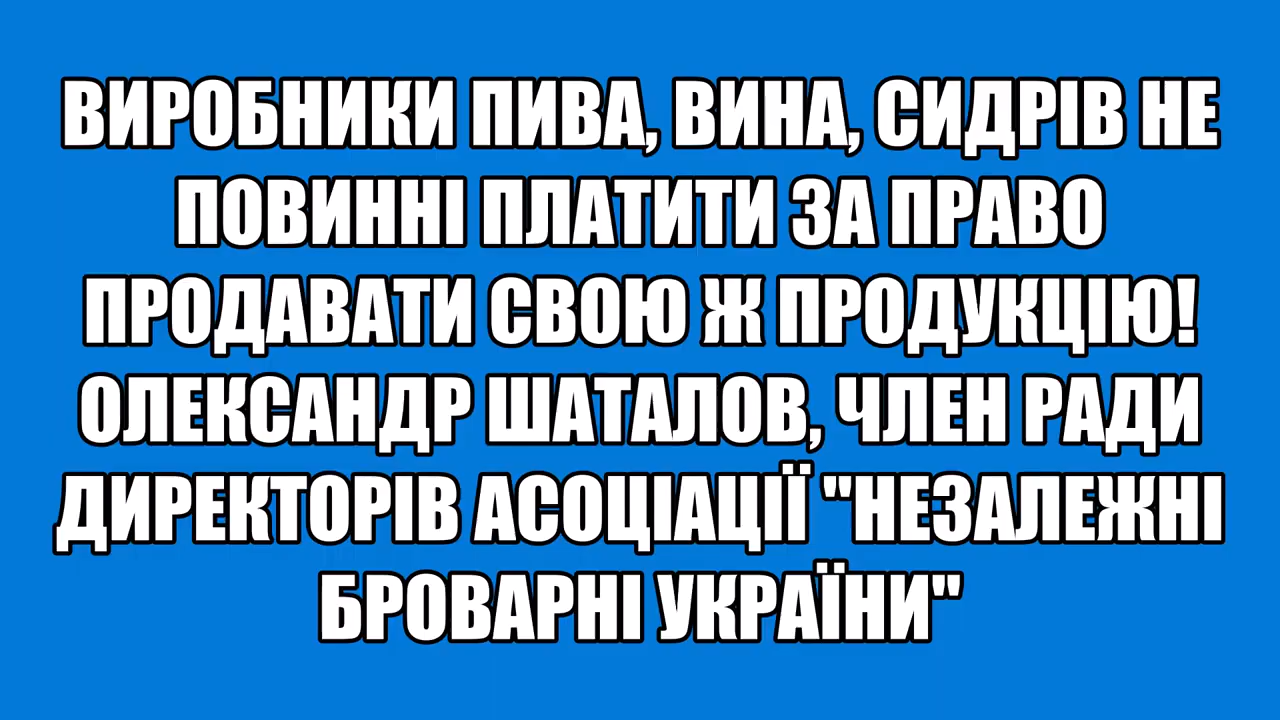 ВИРОБНИКИ ПИВА, ВИНА, СИДРІВ НЕ
ПОВИННІ ПЛАТИТИ ЗА ПРАВО
ПРОДАВАТИ СВОЮ Ж ПРОДУКЦІЮ!
ОЛЕКСАНДР ШАТАЛОВ, ЧЛЕН РАДИ
ДИРЕКТОРІВ АСОЦІАЦІЇ "НЕЗАЛЕЖНІ
БРОВАРНІ УКРАЇНИ"